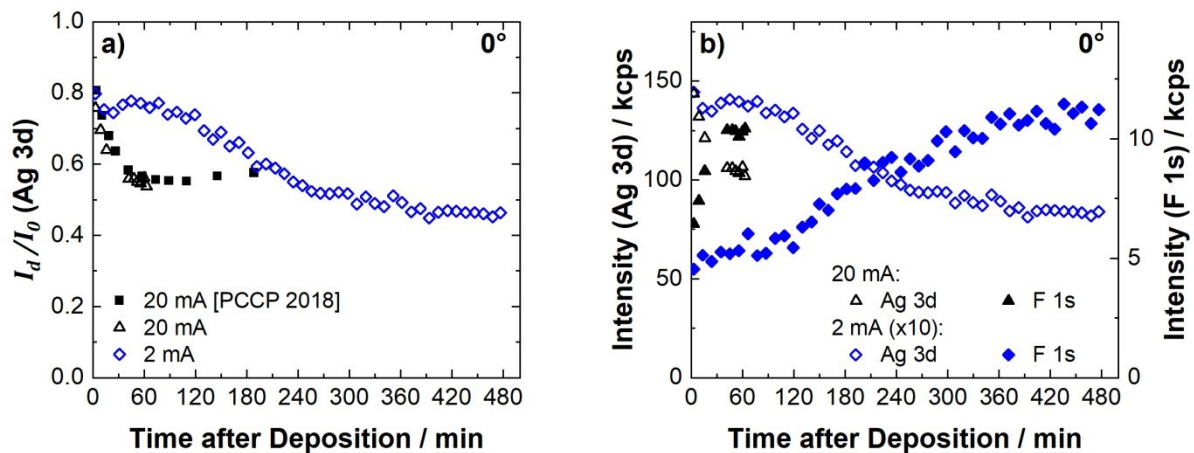 a)
0°
1.0
0.8
0.6
0.4
0.2
0.0
I_d/I_0 (Ag 3d)
20 mA [PCCP 2018]
20 mA
2 mA
0 60 120 180 240 300 360 420 480
Time after Deposition / min
b)
0°
150
100
50
0
Intensity (Ag 3d) / kcps
10
5
0
Intensity (F 1s) / kcps
20 mA:
Ag 3d F 1s
2 mA (x10):
Ag 3d F 1s
0 60 120 180 240 300 360 420 480
Time after Deposition / min